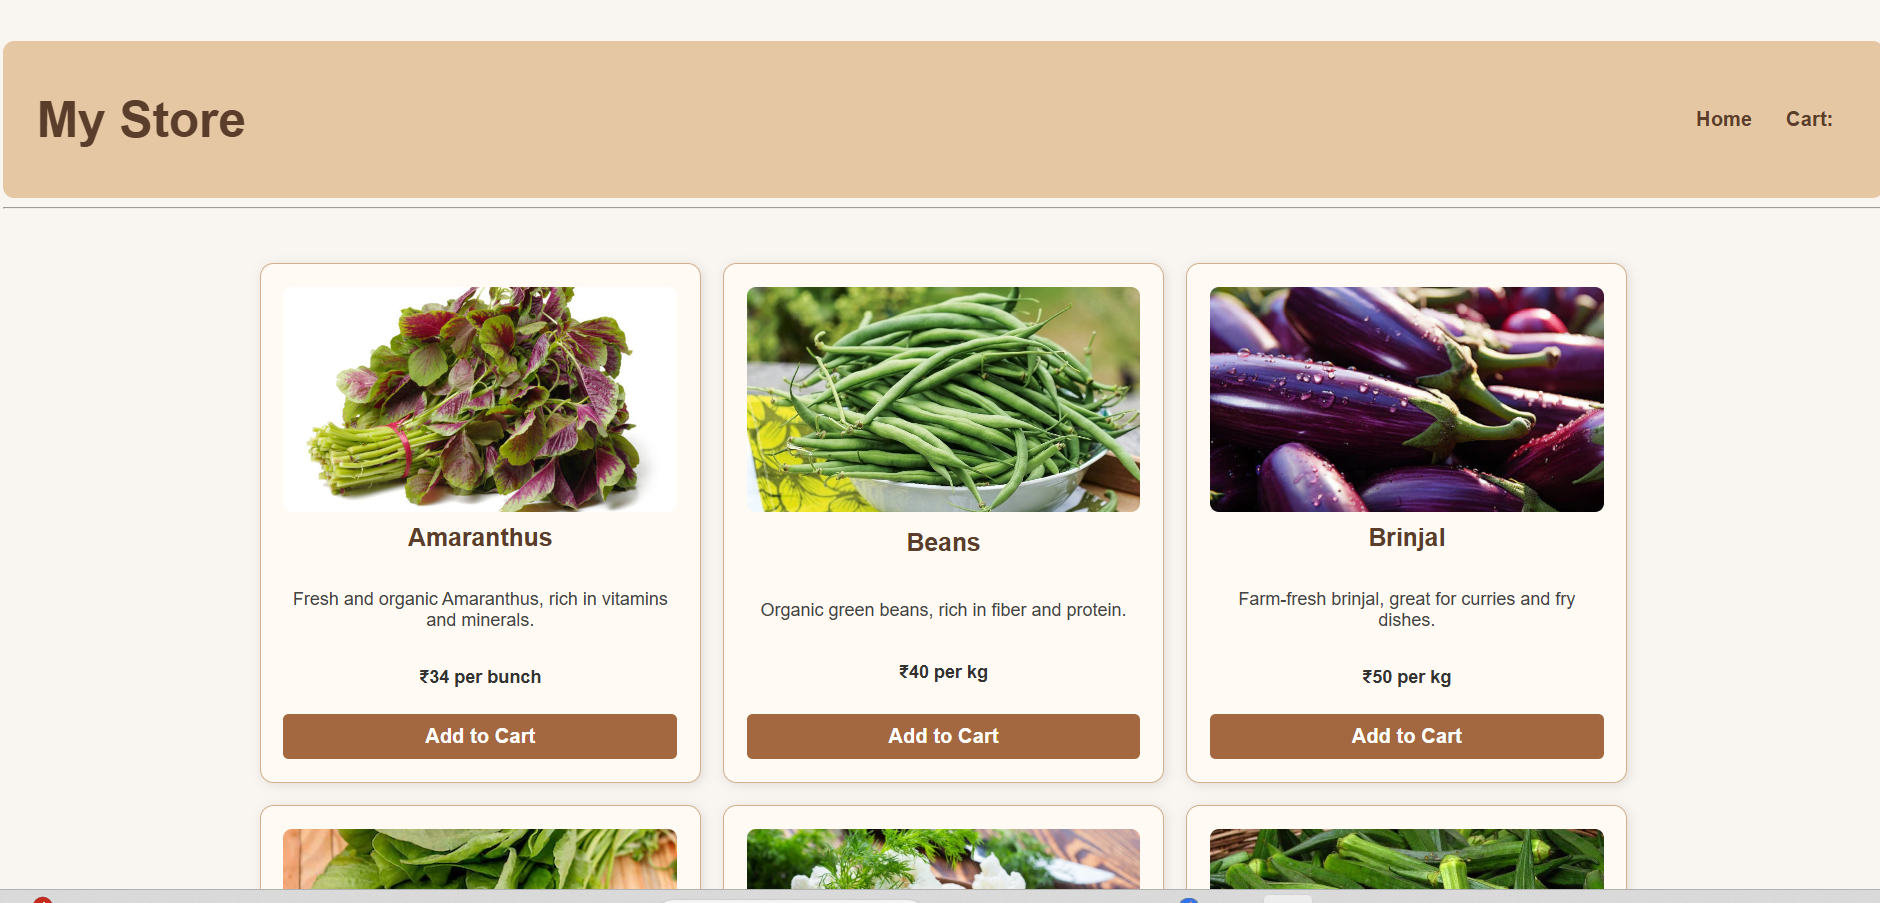 My Store
Home Cart:
Amaranthus
Fresh and organic Amaranthus, rich in vitamins
and minerals.
₹34 per bunch
Add to Cart
Beans
Organic green beans, rich in fiber and protein.
₹40 per kg
Add to Cart
Brinjal
Farm-fresh brinjal, great for curries and fry
dishes.
₹50 per kg
Add to Cart